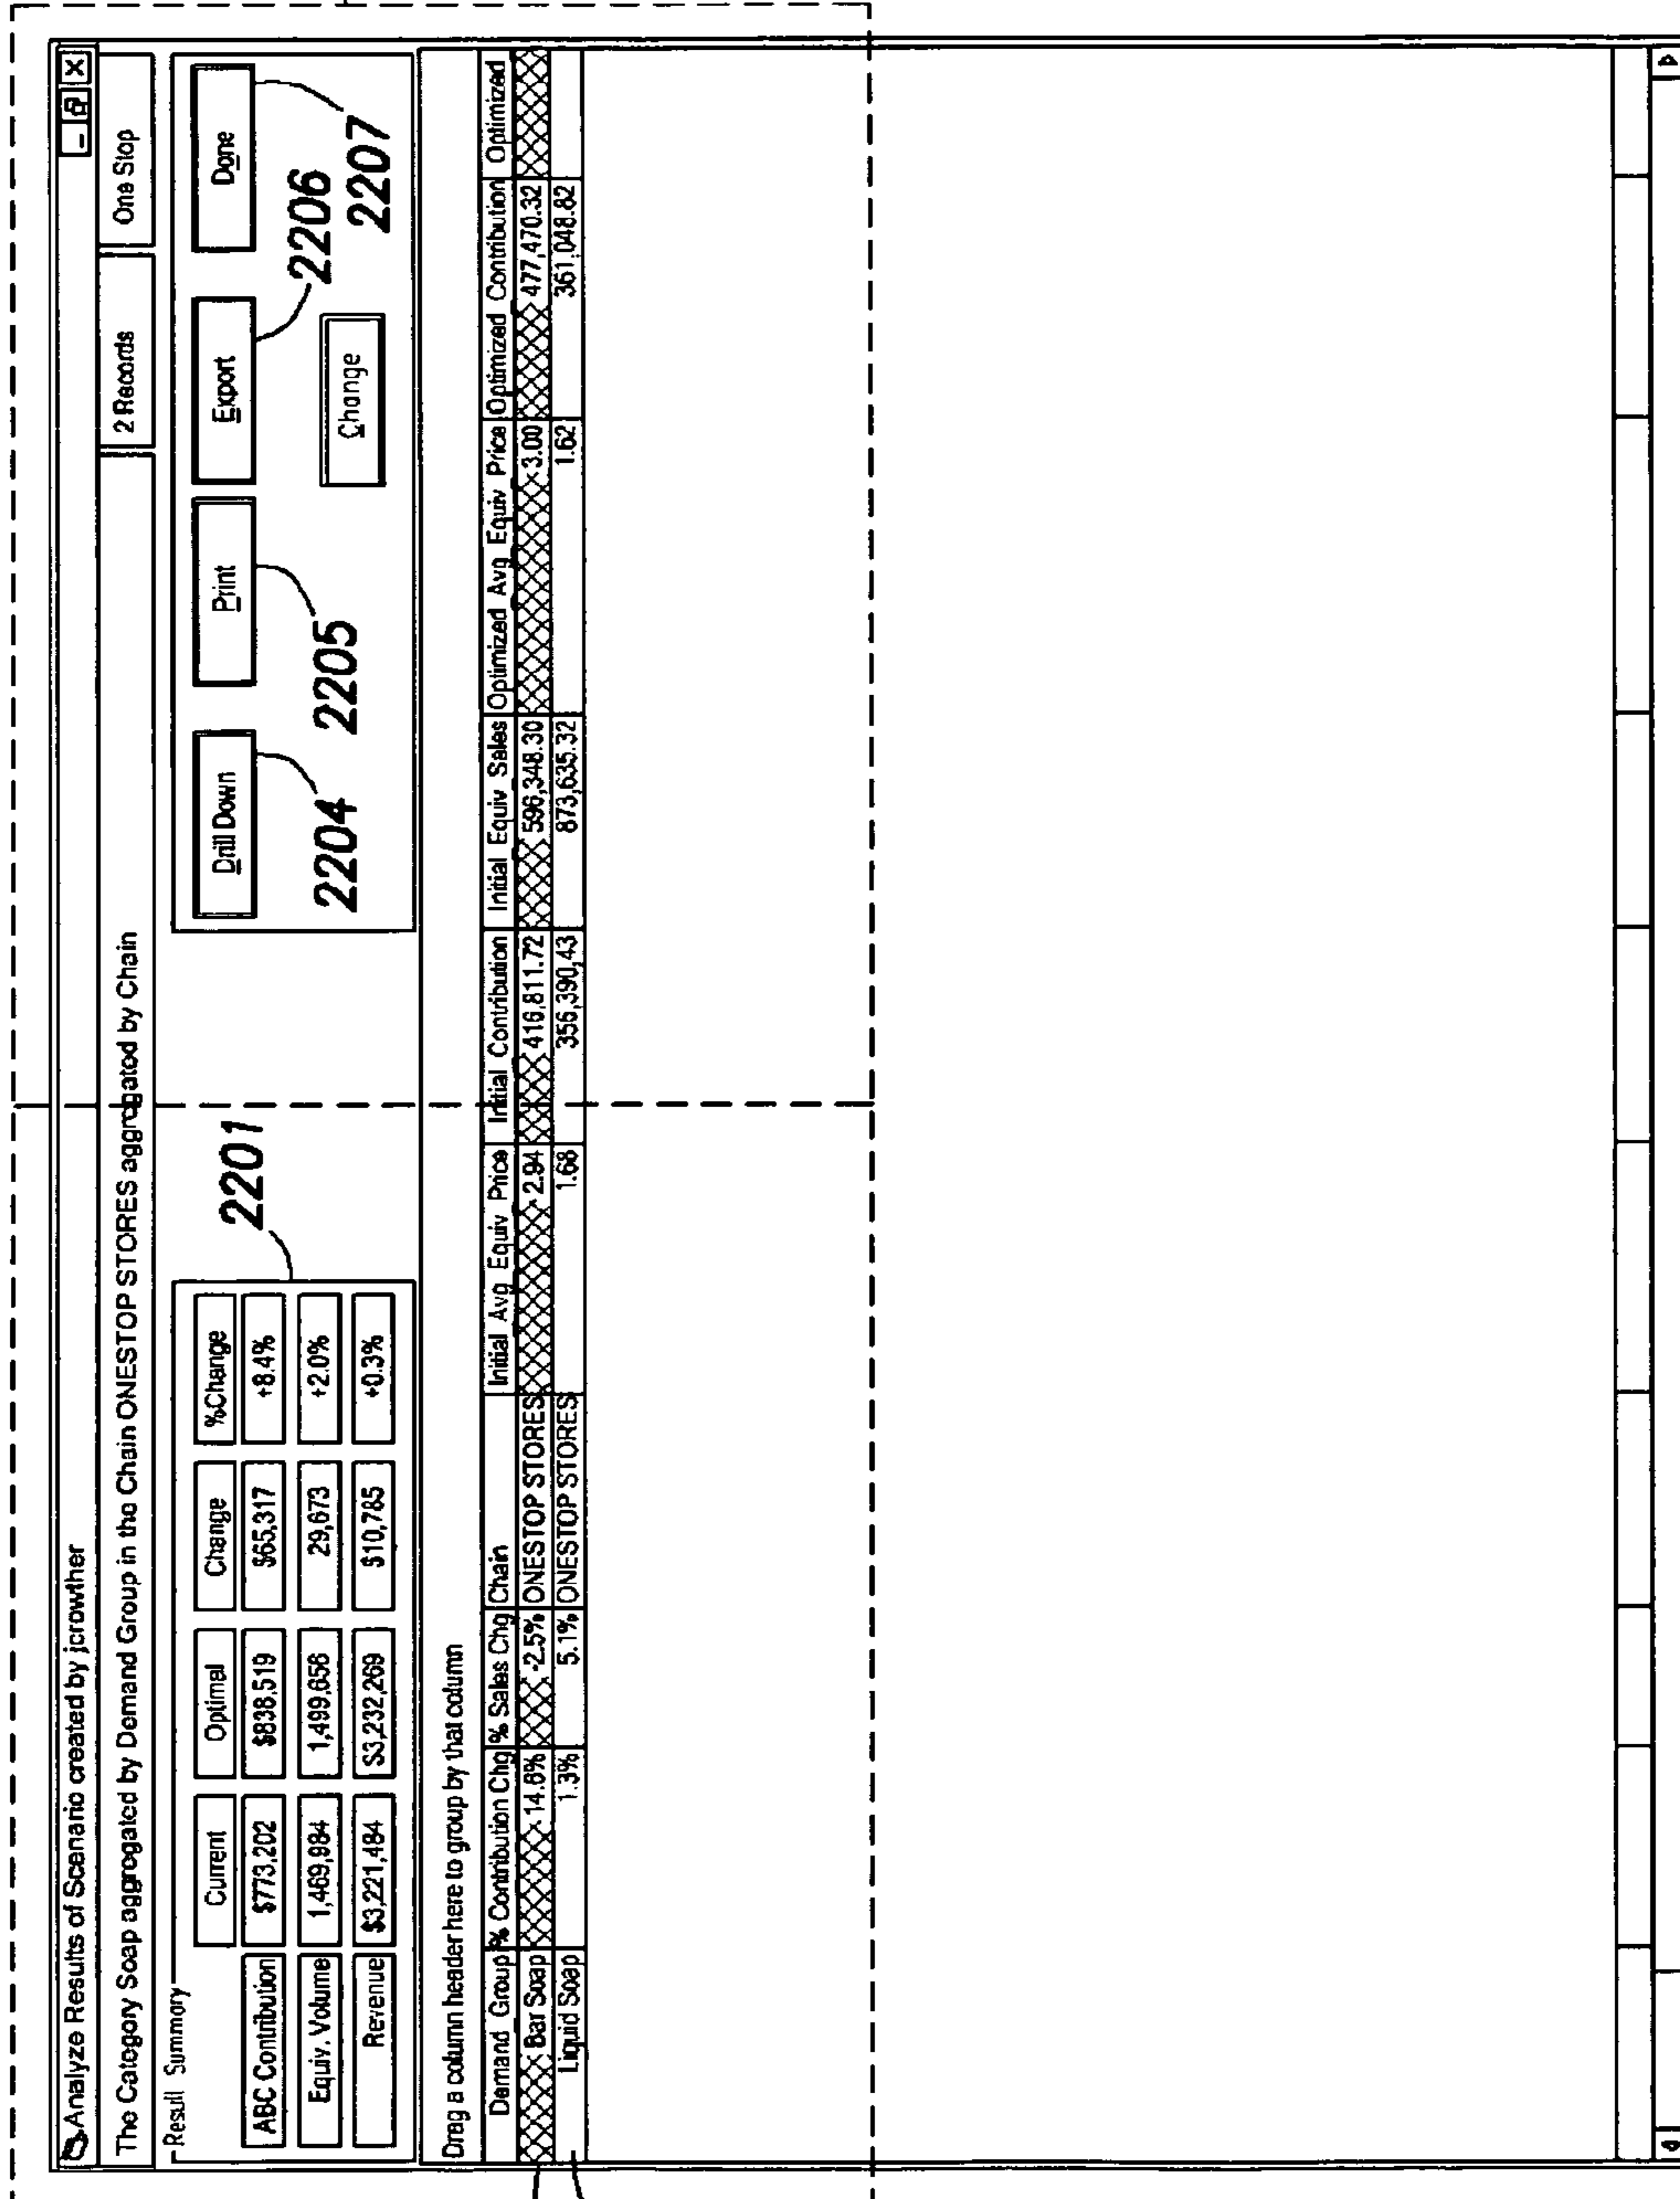 Analyze Results of Scenario created by jcrowther
The Category Soap aggregated by Demand Group in the Chain ONESTOP STORES aggregated by Chain 2 Records One Stop
Result Summary
Current Optimal Change %Change
ABC Contribution $773,202 $838,519 $65,317 +8.4%
Equiv. Volume 1,469,984 1,499,656 29,673 +2.0%
Revenue $3,221,484 $3,232,269 $10,785 +0.3%
2201
Drill Down Print Export Done
Change
2204 2205 2206 2207
Drag a column header here to group by that column
Demand Group % Contribution Chg % Sales Chg Chain Initial Avg Equiv Price Initial Contribution Initial Equiv Sales Optimized Avg Equiv Price Optimized Contribution Optimized
Bar Soap 14.6% -2.5% ONESTOP STORES 2.94 416,811.72 596,348.30 3.00 477,470.32
Liquid Soap 1.3% 5.1% ONESTOP STORES 1.68 356,390.43 873,635.32 1.62 361,048.82